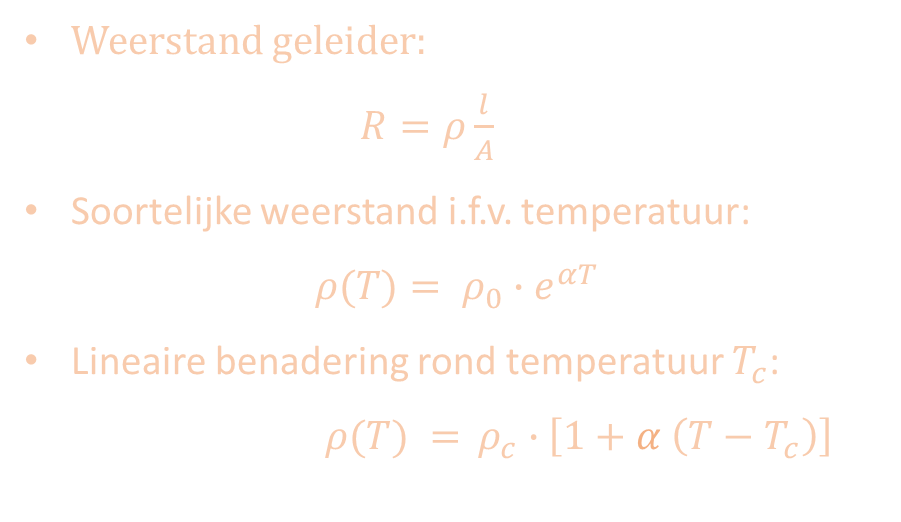 • Weerstand geleider:
R = ρ l/A
• Soortelijke weerstand i.f.v. temperatuur:
ρ(T) = ρ₀ · e^{αT}
• Lineaire benadering rond temperatuur T_c:
ρ(T) = ρ_c · [1 + α (T − T_c)]